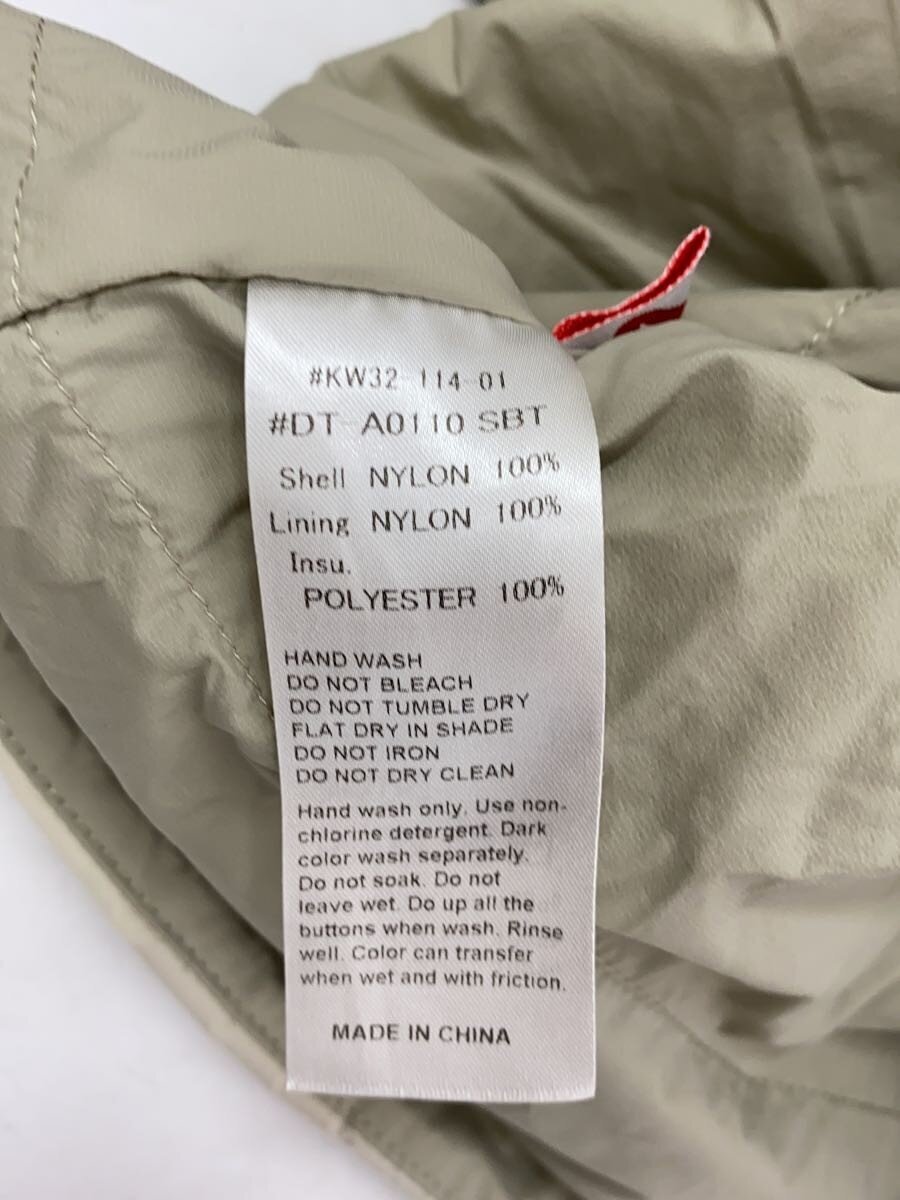 #KW32-114-01
#DT-A0110 SBT
Shell NYLON 100%
Lining NYLON 100%
Insu.
POLYESTER 100%
HAND WASH
DO NOT BLEACH
DO NOT TUMBLE DRY
FLAT DRY IN SHADE
DO NOT IRON
DO NOT DRY CLEAN
Hand wash only. Use non-
chlorine detergent. Dark
color wash separately.
Do not soak. Do not
leave wet. Do up all the
buttons when wash. Rinse
well. Color can transfer
when wet and with friction.
MADE IN CHINA